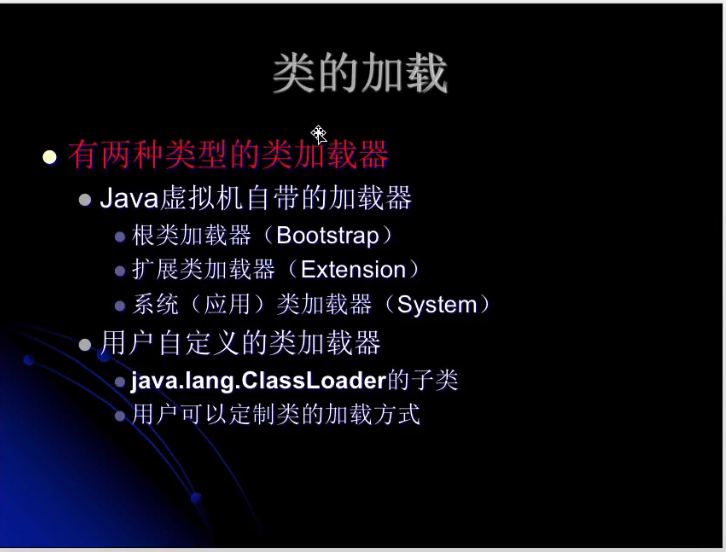 类的加载
有两种类型的类加载器
Java虚拟机自带的加载器
根类加载器（Bootstrap）
扩展类加载器（Extension）
系统（应用）类加载器（System）
用户自定义的类加载器
java.lang.ClassLoader的子类
用户可以定制类的加载方式